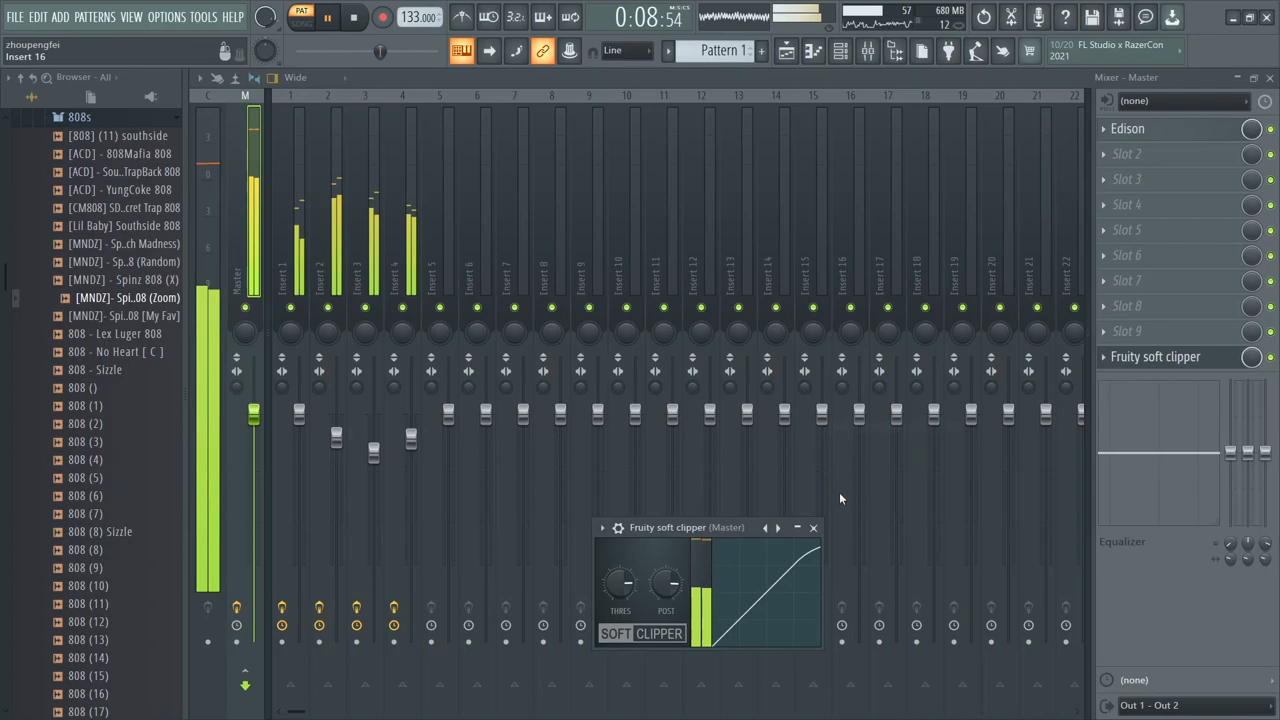 FILE EDIT ADD PATTERNS VIEW OPTIONS TOOLS HELP
PAT
SONG
133.000
3.2.
0:08:54
M:S:CS
57
680 MB
12
zhoupengfei
Insert 16
Line
Pattern 1
+
10/20 FL Studio x RazerCon
2021
Browser - All
Wide
Mixer - Master
808s
[808] (11) southside
[ACD] - 808Mafia 808
[ACD] - Sou..TrapBack 808
[ACD] - YungCoke 808
[CM808] SD..cret Trap 808
[Lil Baby] Southside 808
[MNDZ] - Sp..ch Madness)
[MNDZ] - Sp..8 (Random)
[MNDZ] - Spinz 808 (X)
[MNDZ] - Spi..08 (Zoom)
[MNDZ] - Spi..08 [My Fav]
808 - Lex Luger 808
808 - No Heart [ C ]
808 - Sizzle
808 ()
808 (1)
808 (2)
808 (3)
808 (4)
808 (5)
808 (6)
808 (7)
808 (8) Sizzle
808 (8)
808 (9)
808 (10)
808 (11)
808 (12)
808 (13)
808 (14)
808 (15)
808 (16)
808 (17)
C M 1 2 3 4 5 6 7 8 9 10 11 12 13 14 15 16 17 18 19 20 21 22
3
0
3
6
9
Master
Insert 1
Insert 2
Insert 3
Insert 4
Insert 5
Insert 6
Insert 7
Insert 8
Insert 9
Insert 10
Insert 11
Insert 12
Insert 13
Insert 14
Insert 15
Insert 16
Insert 17
Insert 18
Insert 19
Insert 20
Insert 21
Insert 22
Fruity soft clipper (Master)
THRES POST
SOFT CLIPPER
(none)
Edison
Slot 2
Slot 3
Slot 4
Slot 5
Slot 6
Slot 7
Slot 8
Slot 9
Fruity soft clipper
Equalizer
(none)
Out 1 - Out 2